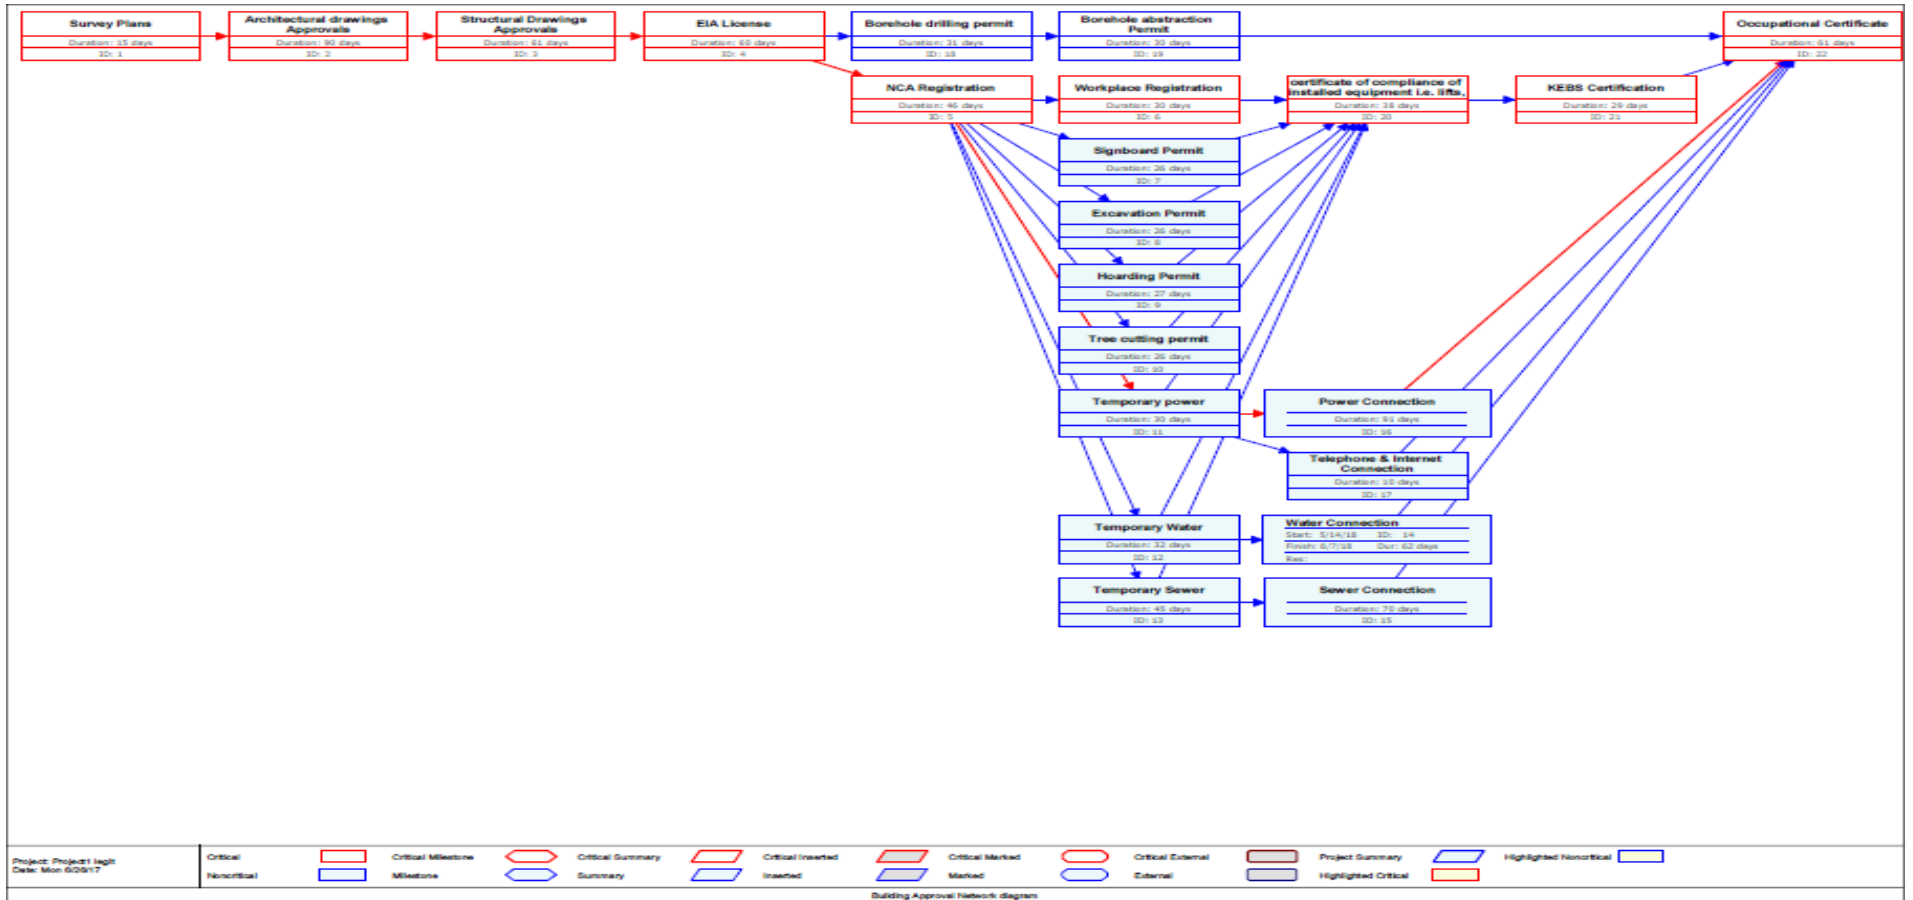 Survey Plans
Duration: 15 days
ID: 1
Architectural drawings
Approvals
Duration: 90 days
ID: 2
Structural Drawings
Approvals
Duration: 61 days
ID: 3
EIA License
Duration: 60 days
ID: 4
Borehole drilling permit
Duration: 31 days
ID: 18
Borehole abstraction
Permit
Duration: 30 days
ID: 19
Occupational Certificate
Duration: 61 days
ID: 22
NCA Registration
Duration: 46 days
ID: 5
Workplace Registration
Duration: 30 days
ID: 6
certificate of compliance of
installed equipment i.e. lifts,
Duration: 38 days
ID: 20
KEBS Certification
Duration: 29 days
ID: 21
Signboard Permit
Duration: 26 days
ID: 7
Excavation Permit
Duration: 26 days
ID: 8
Hoarding Permit
Duration: 27 days
ID: 9
Tree cutting permit
Duration: 26 days
ID: 10
Temporary power
Duration: 30 days
ID: 11
Power Connection
Duration: 91 days
ID: 16
Telephone & Internet
Connection
Duration: 10 days
ID: 17
Temporary Water
Duration: 32 days
ID: 12
Water Connection
Start: 5/14/18 ID: 14
Finish: 8/7/18 Dur: 62 days
Res:
Temporary Sewer
Duration: 45 days
ID: 13
Sewer Connection
Duration: 70 days
ID: 15
Project: Project1 legit
Date: Mon 6/26/17
Critical
Critical Milestone
Critical Summary
Critical Inserted
Critical Marked
Critical External
Project Summary
Highlighted Noncritical
Noncritical
Milestone
Summary
Inserted
Marked
External
Highlighted Critical
Building Approval Network diagram